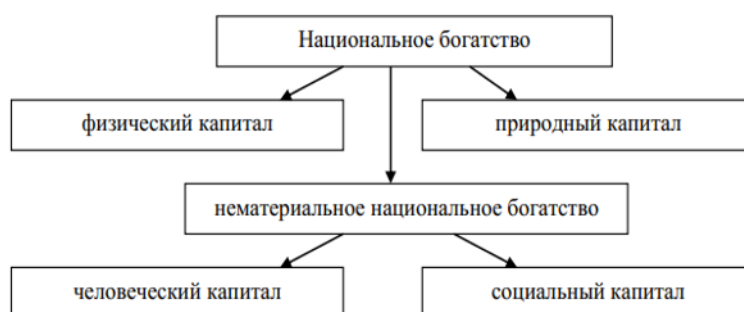 Национальное богатство
физический капитал
природный капитал
нематериальное национальное богатство
человеческий капитал
социальный капитал